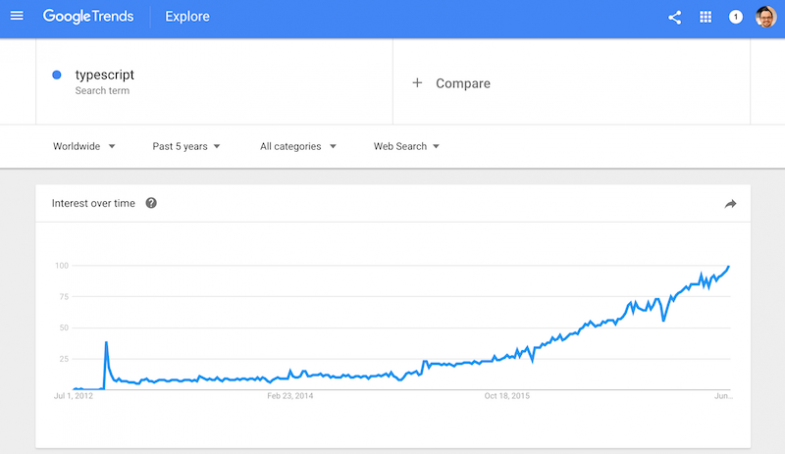 Google Trends Explore 1
typescript
Search term
+ Compare
Worldwide Past 5 years All categories Web Search
Interest over time ?
100
75
50
25
Jul 1, 2012 Feb 23, 2014 Oct 18, 2015 Jun...